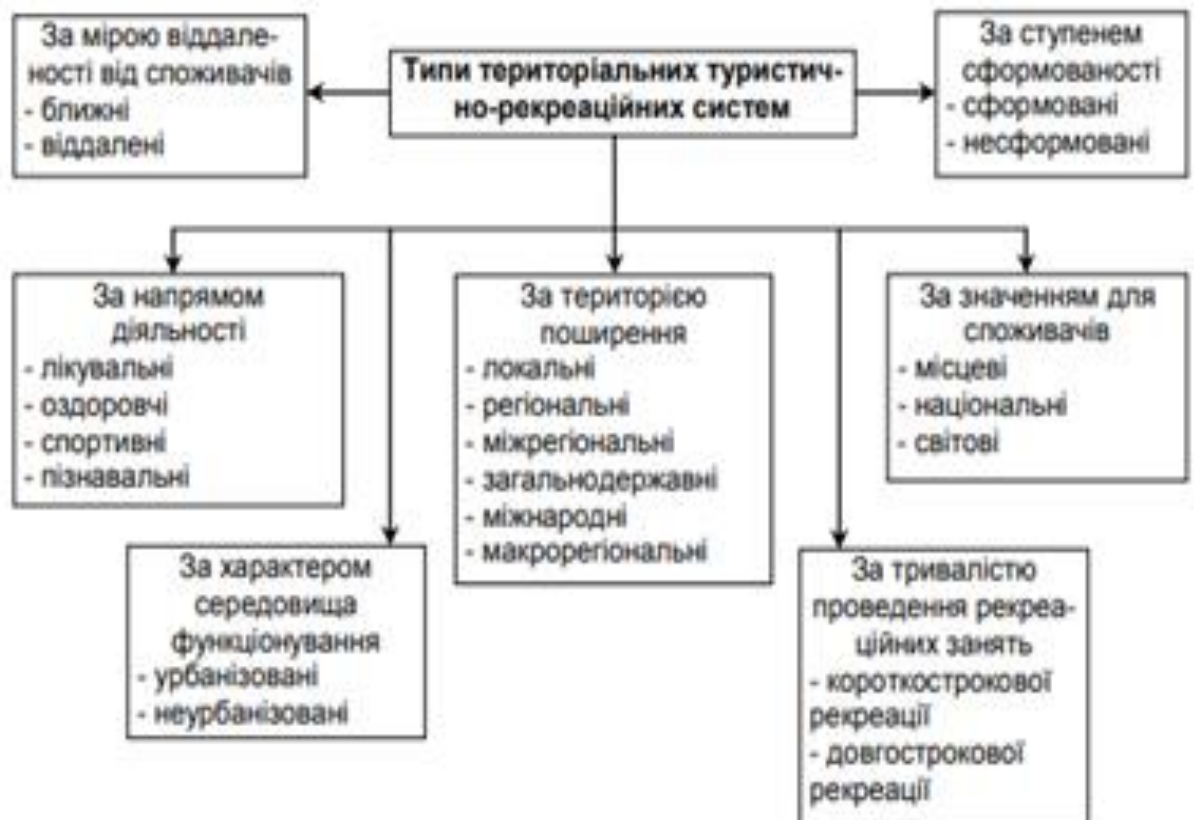 За мірою віддале-
ності від споживачів
- ближні
- віддалені
Типи територіальних туристич-
но-рекреаційних систем
За ступенем
сформованості
- сформовані
- несформовані
За напрямом
діяльності
- лікувальні
- оздоровчі
- спортивні
- пізнавальні
За територією
поширення
- локальні
- регіональні
- міжрегіональні
- загальнодержавні
- міжнародні
- макрорегіональні
За значенням для
споживачів
- місцеві
- національні
- світові
За характером
середовища
функціонування
- урбанізовані
- неурбанізовані
За тривалістю
проведення рекреа-
ційних занять
- короткострокової
рекреації
- довгострокової
рекреації